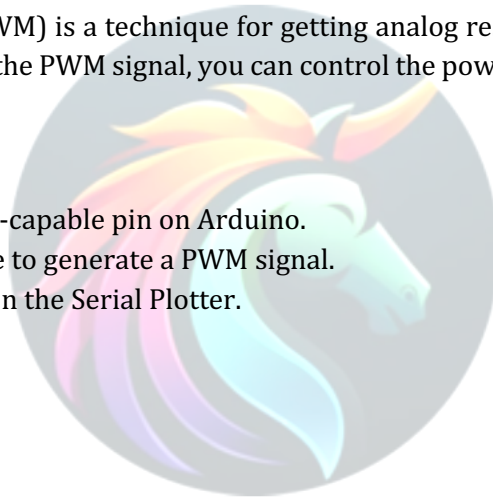 WM) is a technique for getting analog re
the PWM signal, you can control the pow
-capable pin on Arduino.
e to generate a PWM signal.
n the Serial Plotter.